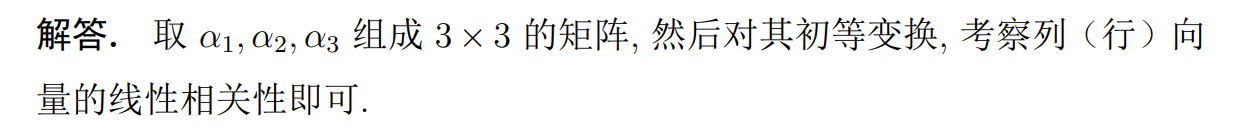 解答. 取 α₁, α₂, α₃ 组成 3 × 3 的矩阵, 然后对其初等变换, 考察列（行）向
量的线性相关性即可.